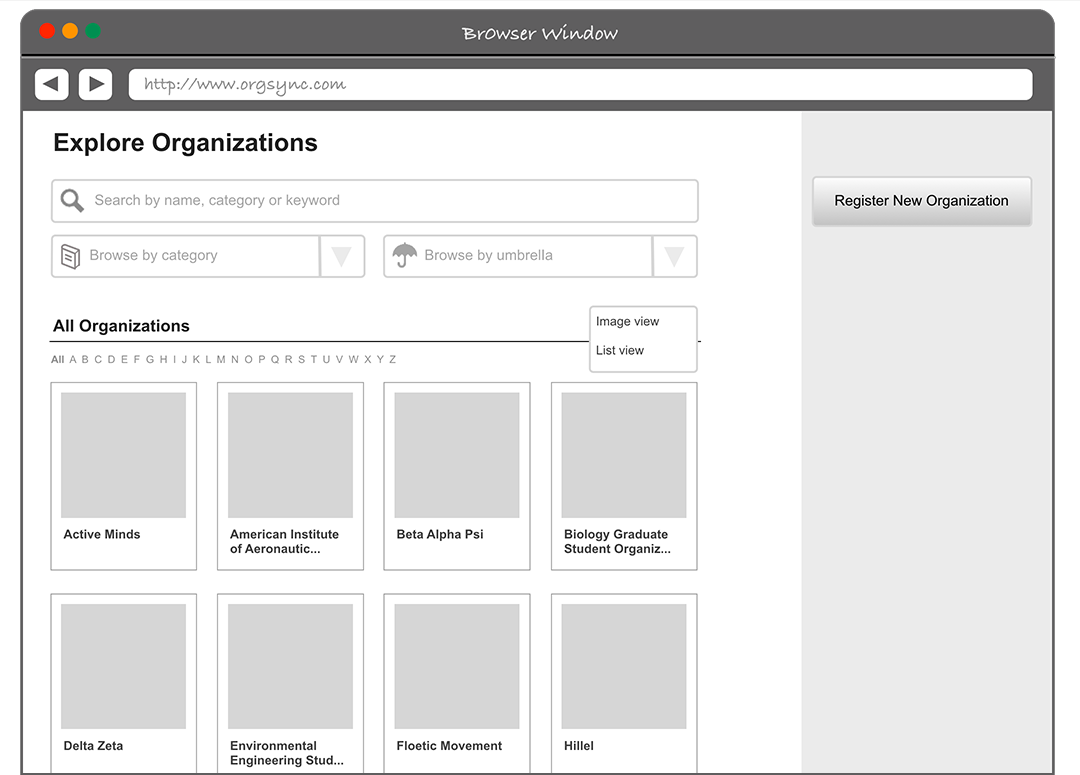 Browser Window
http://www.orgsync.com
Explore Organizations
Search by name, category or keyword
Register New Organization
Browse by category
Browse by umbrella
All Organizations
Image view
List view
All A B C D E F G H I J K L M N O P Q R S T U V W X Y Z
Active Minds
American Institute
of Aeronautic...
Beta Alpha Psi
Biology Graduate
Student Organiz...
Delta Zeta
Environmental
Engineering Stud...
Floetic Movement
Hillel